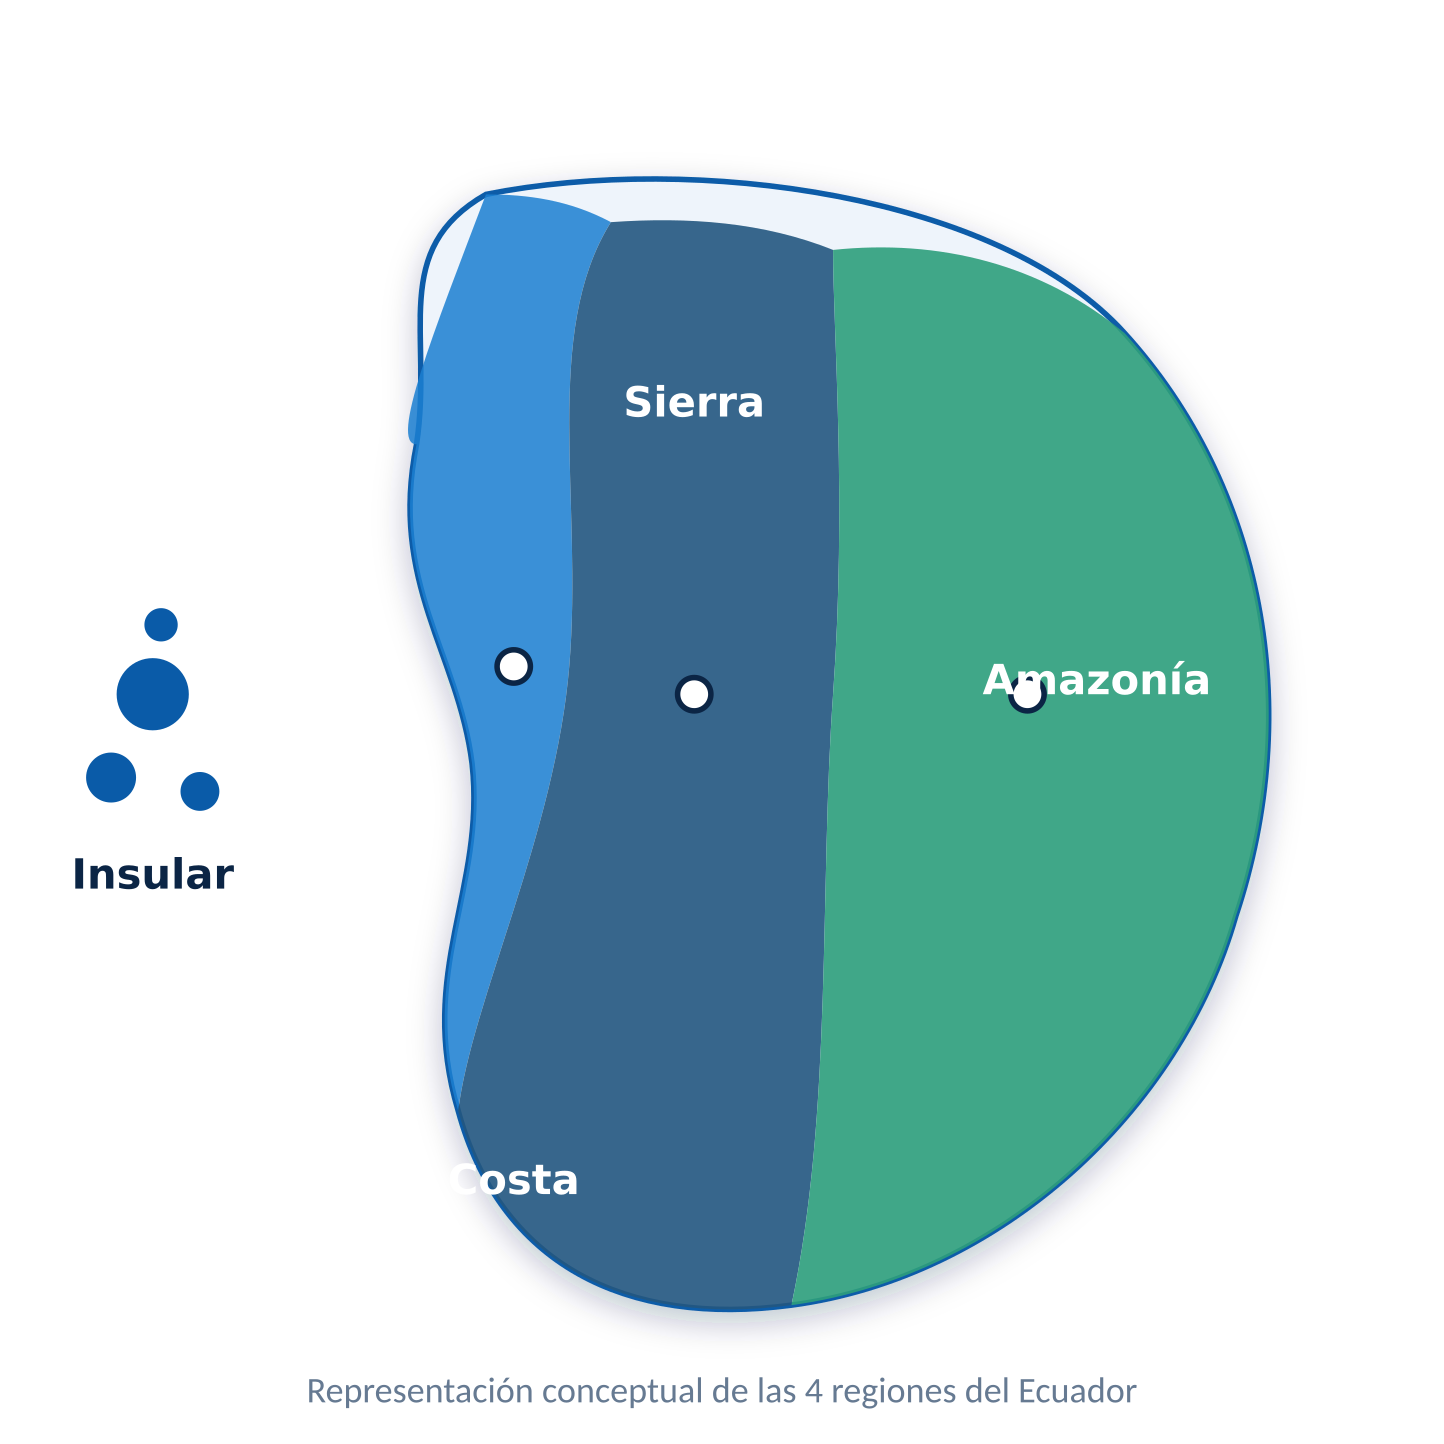 Sierra
Amazonía
Insular
Costa
Representación conceptual de las 4 regiones del Ecuador